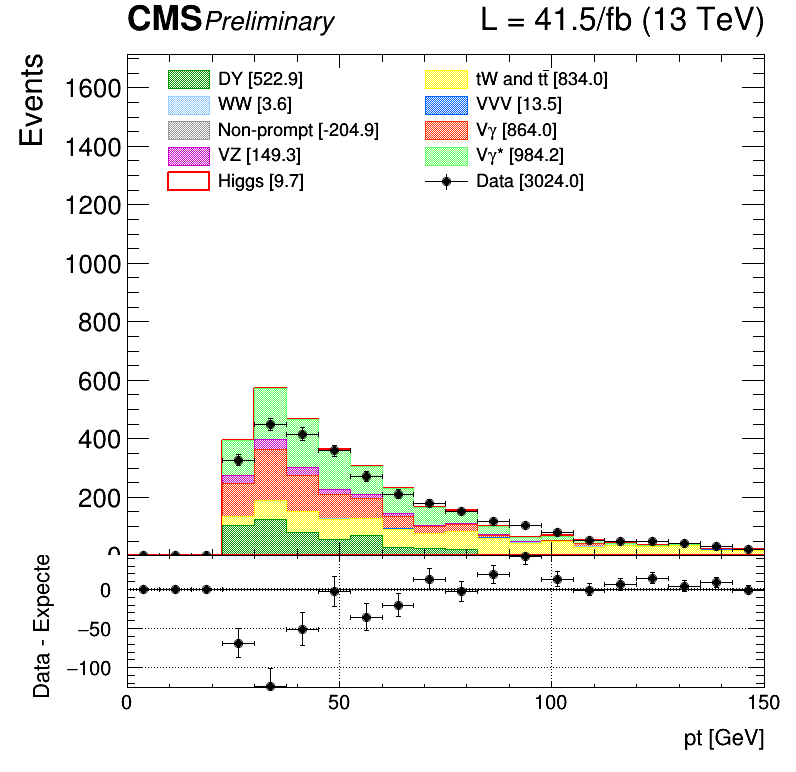 CMS Preliminary L = 41.5/fb (13 TeV)
Events
1600
1400
1200
1000
800
600
400
200
0
DY [522.9]
WW [3.6]
Non-prompt [-204.9]
VZ [149.3]
Higgs [9.7]
tW and tt̄ [834.0]
VVV [13.5]
Vγ [864.0]
Vγ* [984.2]
Data [3024.0]
Data - Expecte
0
−50
−100
0 50 100 150
pt [GeV]